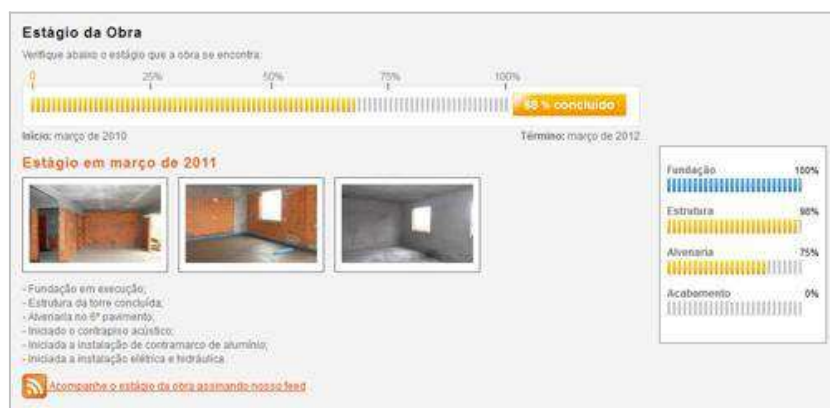 Estágio da Obra
Verifique abaixo o estágio que a obra se encontra:
0 25% 50% 75% 100%
68 % concluído
Início: março de 2010 Término: março de 2012
Estágio em março de 2011
- Fundação em execução;
- Estrutura da torre concluída;
- Alvenaria no 6º pavimento;
- Iniciado o contrapiso acústico;
- Iniciada a instalação de contramarco de alumínio;
- Iniciada a instalação elétrica e hidráulica.
Acompanhe o estágio da obra assinando nosso feed
Fundação 100%
Estrutura 98%
Alvenaria 75%
Acabamento 0%